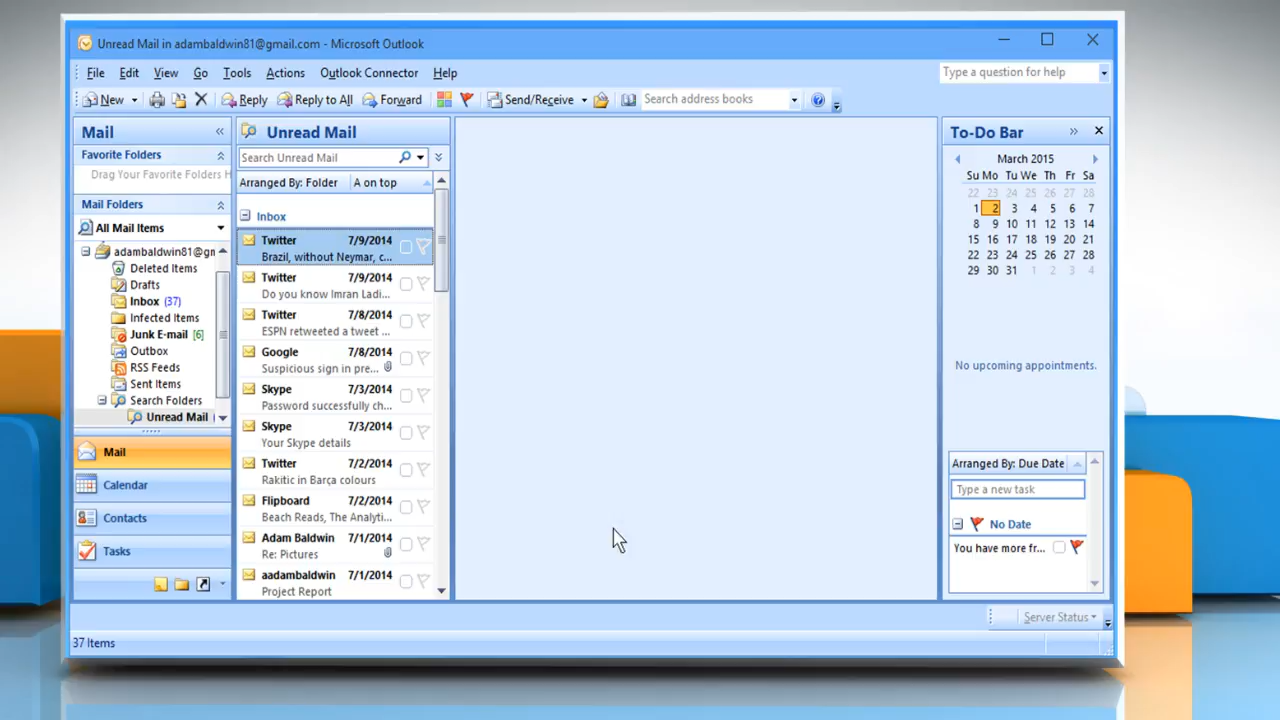 Unread Mail in adambaldwin81@gmail.com - Microsoft Outlook
File Edit View Go Tools Actions Outlook Connector Help
Type a question for help
New Reply Reply to All Forward Send/Receive Search address books
Mail
Favorite Folders
Drag Your Favorite Folders H
Mail Folders
All Mail Items
adambaldwin81@gn
Deleted Items
Drafts
Inbox (37)
Infected Items
Junk E-mail [6]
Outbox
RSS Feeds
Sent Items
Search Folders
Unread Mail (
Mail
Calendar
Contacts
Tasks
Unread Mail
Search Unread Mail
Arranged By: Folder A on top
Inbox
Twitter 7/9/2014
Brazil, without Neymar, c...
Twitter 7/9/2014
Do you know Imran Ladi...
Twitter 7/8/2014
ESPN retweeted a tweet ...
Google 7/8/2014
Suspicious sign in pre...
Skype 7/3/2014
Password successfully ch...
Skype 7/3/2014
Your Skype details
Twitter 7/2/2014
Rakitic in Barça colours
Flipboard 7/2/2014
Beach Reads, The Analyti...
Adam Baldwin 7/1/2014
Re: Pictures
aadambaldwin 7/1/2014
Project Report
To-Do Bar
March 2015
Su Mo Tu We Th Fr Sa
22 23 24 25 26 27 28
1 2 3 4 5 6 7
8 9 10 11 12 13 14
15 16 17 18 19 20 21
22 23 24 25 26 27 28
29 30 31 1 2 3 4
No upcoming appointments.
Arranged By: Due Date
Type a new task
No Date
You have more fr...
Server Status
37 Items